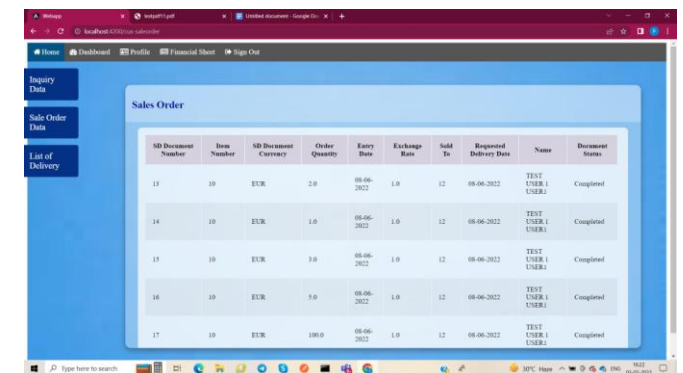 Webapp
testpdf11.pdf
Untitled document - Google Do
localhost:4200/cus-saleorder
Home Dashboard Profile Financial Sheet Sign Out
Inquiry
Data
Sale Order
Data
List of
Delivery
Sales Order
SD Document Number Item Number SD Document Currency Order Quantity Entry Date Exchange Rate Sold To Requested Delivery Date Name Document Status
13 10 EUR 2.0 08-06-2022 1.0 12 08-06-2022 TEST USER 1 USER1 Completed
14 10 EUR 1.0 08-06-2022 1.0 12 08-06-2022 TEST USER 1 USER1 Completed
15 10 EUR 3.0 08-06-2022 1.0 12 08-06-2022 TEST USER 1 USER1 Completed
16 10 EUR 5.0 08-06-2022 1.0 12 08-06-2022 TEST USER 1 USER1 Completed
17 10 EUR 100.0 08-06-2022 1.0 12 08-06-2022 TEST USER 1 USER1 Completed
Type here to search
30°C Haze
ENG